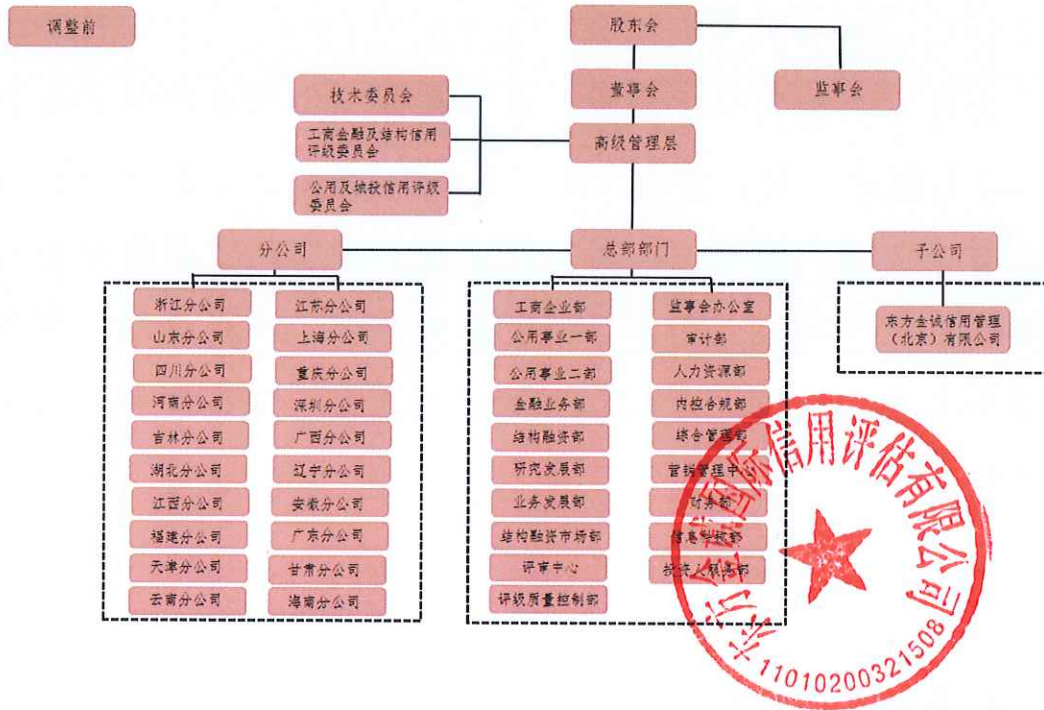 调整前
股东会
董事会
监事会
技术委员会
工商金融及结构信用
评级委员会
高级管理层
公用及城投信用评级
委员会
分公司
总部部门
子公司
浙江分公司
江苏分公司
山东分公司
上海分公司
四川分公司
重庆分公司
河南分公司
深圳分公司
吉林分公司
广西分公司
湖北分公司
辽宁分公司
江西分公司
安徽分公司
福建分公司
广东分公司
天津分公司
甘肃分公司
云南分公司
海南分公司
工商企业部
监事会办公室
公用事业一部
审计部
公用事业二部
人力资源部
金融业务部
内控合规部
结构融资部
综合管理部
研究发展部
营销管理中心
业务发展部
财务部
结构融资市场部
信息科技部
评审中心
投资人服务部
评级质量控制部
东方金诚信用管理
（北京）有限公司
东方金诚国际信用评估有限公司
11010200321508